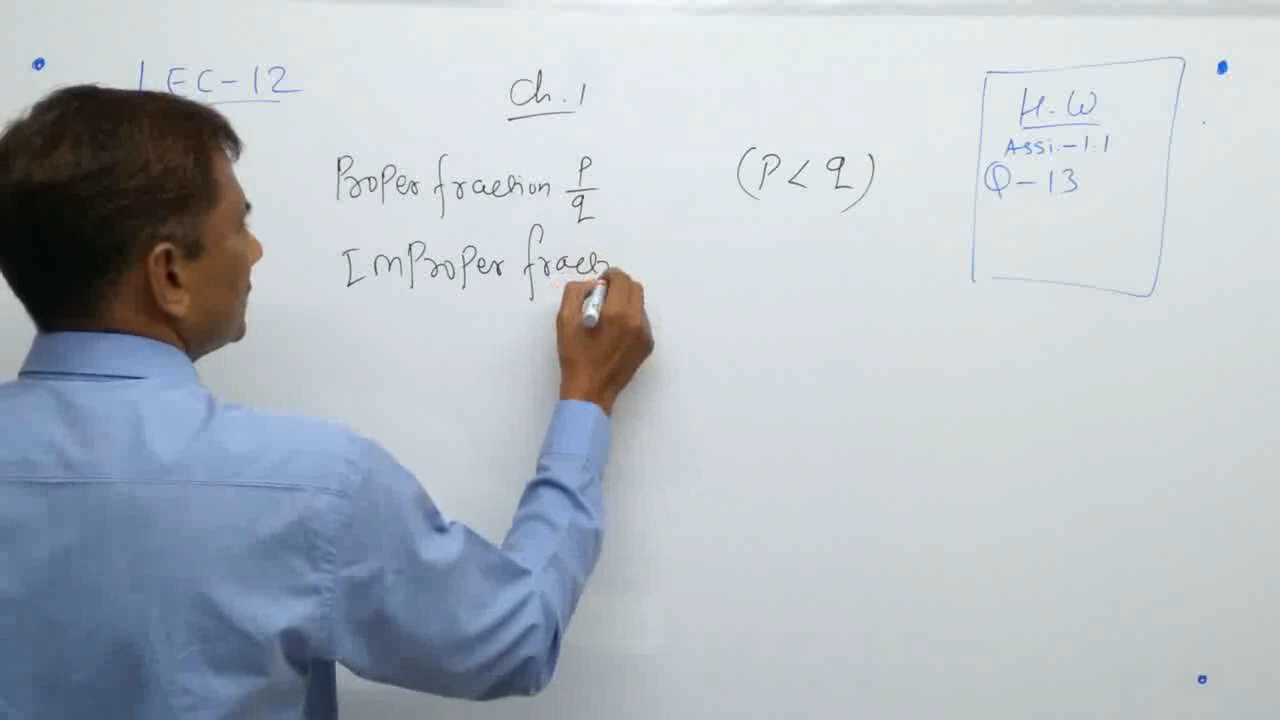 LEC-12
Ch. 1
Proper fraction p/q (P < q)
Improper fract
H.W
Assi.-1.1
Q-13